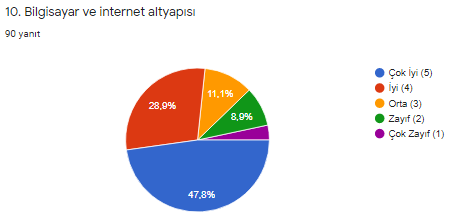 10. Bilgisayar ve internet altyapısı
90 yanıt
Çok İyi (5)
İyi (4)
Orta (3)
Zayıf (2)
Çok Zayıf (1)
11,1%
28,9%
8,9%
47,8%